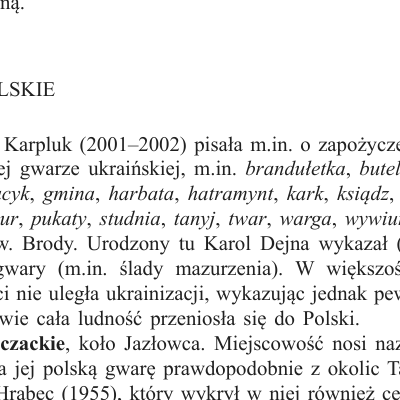 ną.
LSKIE
Karpluk (2001–2002) pisała m.in. o zapożycze
ej gwarze ukraińskiej, m.in. brandułetka, butel
cyk, gmina, harbata, hatramynt, kark, ksiądz,
ur, pukaty, studnia, tanyj, twar, warga, wywiu
w. Brody. Urodzony tu Karol Dejna wykazał (
gwary (m.in. ślady mazurzenia). W większoś
ci nie uległa ukrainizacji, wykazując jednak pew
wie cała ludność przeniosła się do Polski.
czackie, koło Jazłowca. Miejscowość nosi naz
a jej polską gwarę prawdopodobnie z okolic Ta
Hrabec (1955), który wykrył w niej również ce